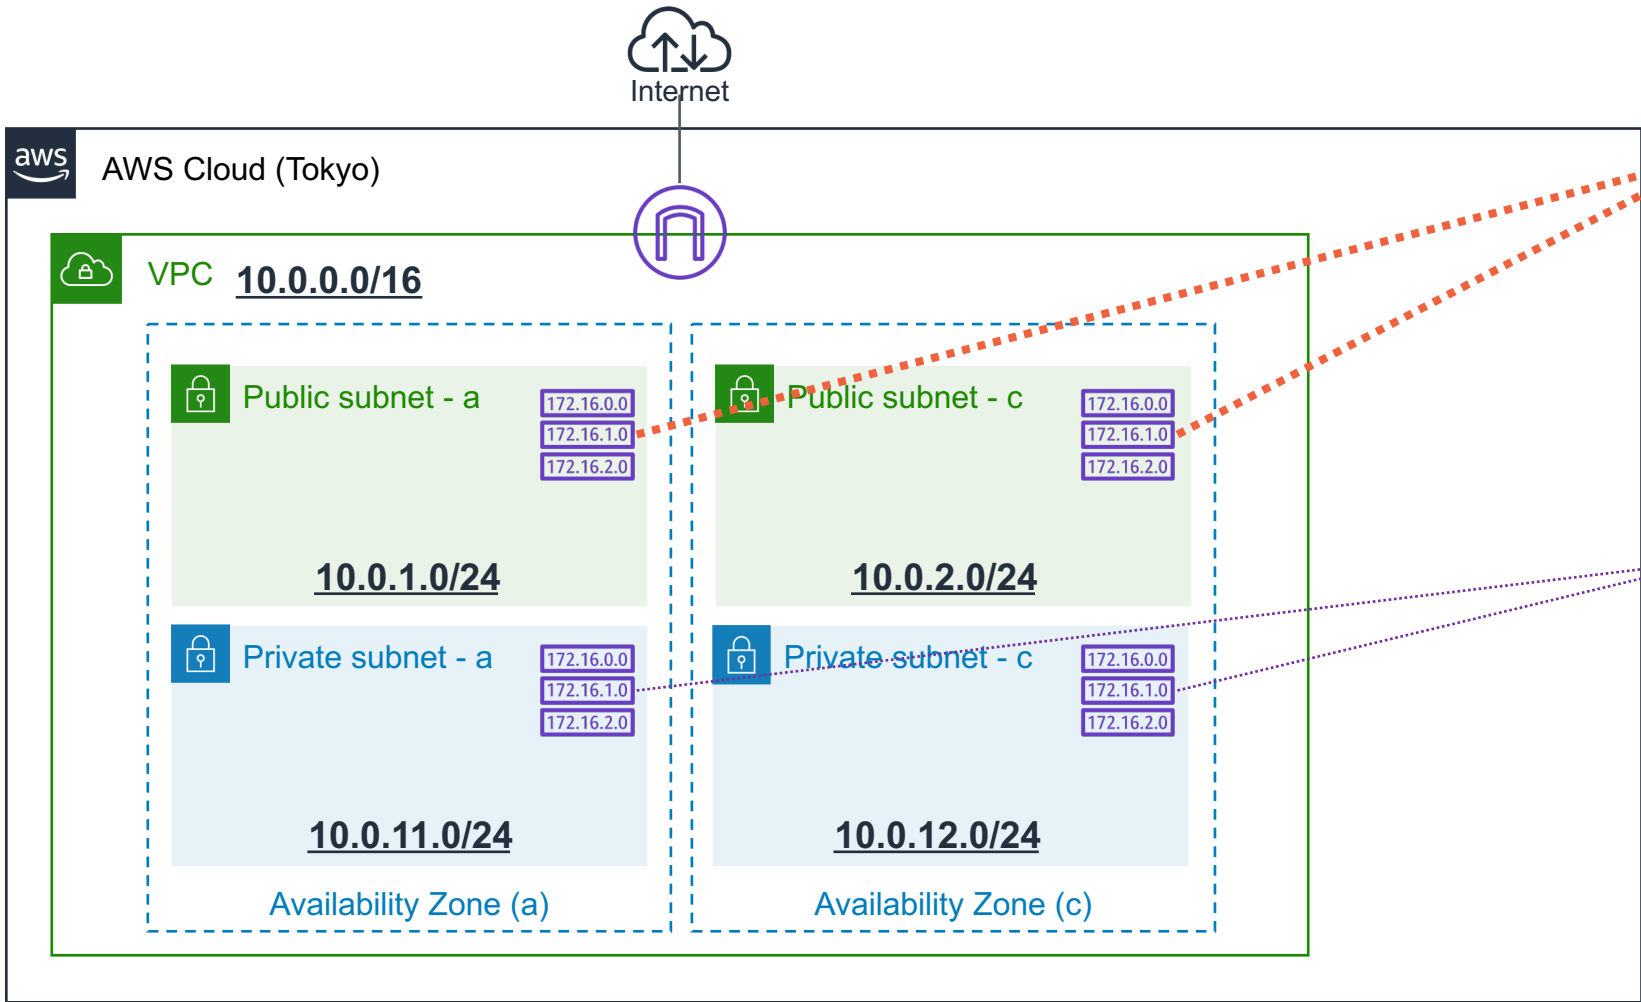 Internet
aws
AWS Cloud (Tokyo)
VPC 10.0.0.0/16
Public subnet - a
172.16.0.0
172.16.1.0
172.16.2.0
10.0.1.0/24
Public subnet - c
172.16.0.0
172.16.1.0
172.16.2.0
10.0.2.0/24
Private subnet - a
172.16.0.0
172.16.1.0
172.16.2.0
10.0.11.0/24
Private subnet - c
172.16.0.0
172.16.1.0
172.16.2.0
10.0.12.0/24
Availability Zone (a)
Availability Zone (c)